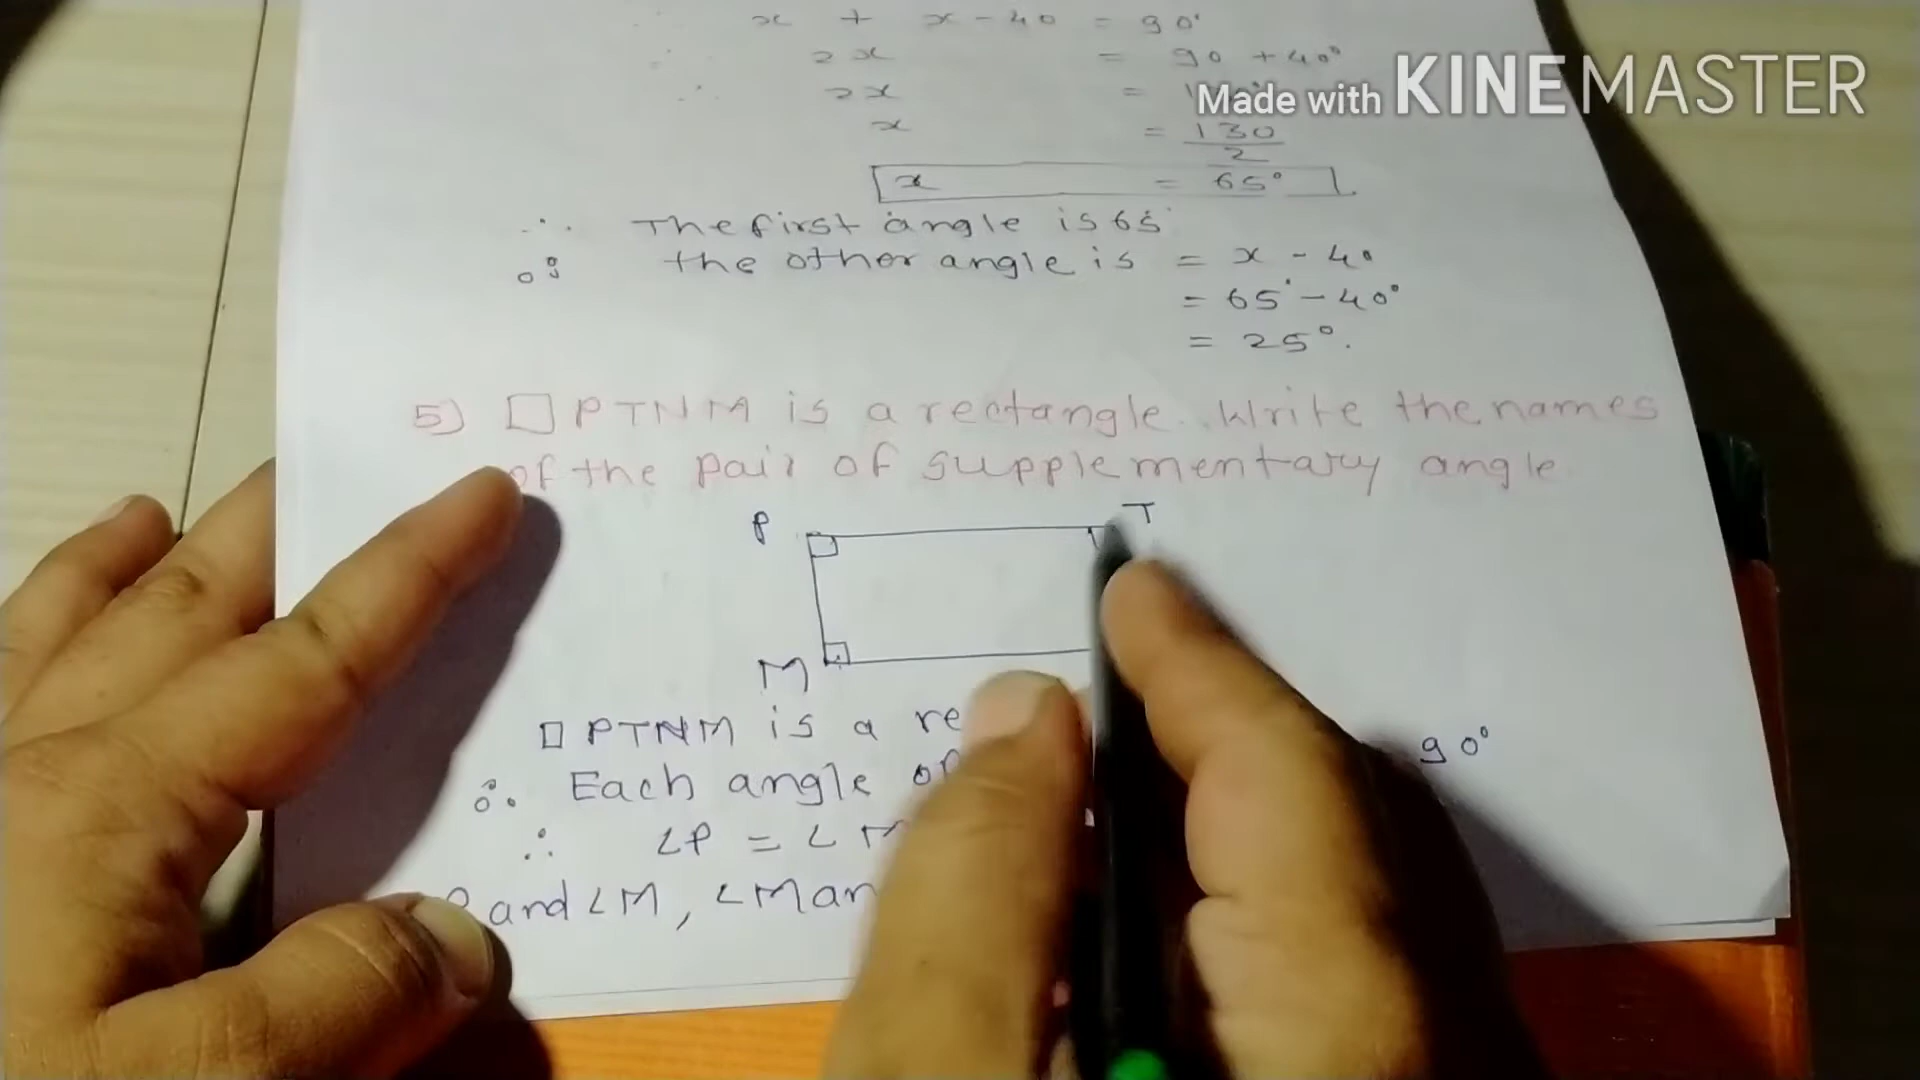 ∴ x + x - 40 = 90°
∴ 2x = 90 + 40°
∴ 2x =
x = 130/2
x = 65°
∴ The first angle is 65°
∴ the other angle is = x - 40
= 65° - 40°
= 25°.
5) □ PTNM is a rectangle. Write the names
of the pair of supplementary angle.
P T
M
□ PTNM is a 90°
∴ Each angle
∴ ∠P = ∠M
and ∠M, ∠M
Made with KINEMASTER